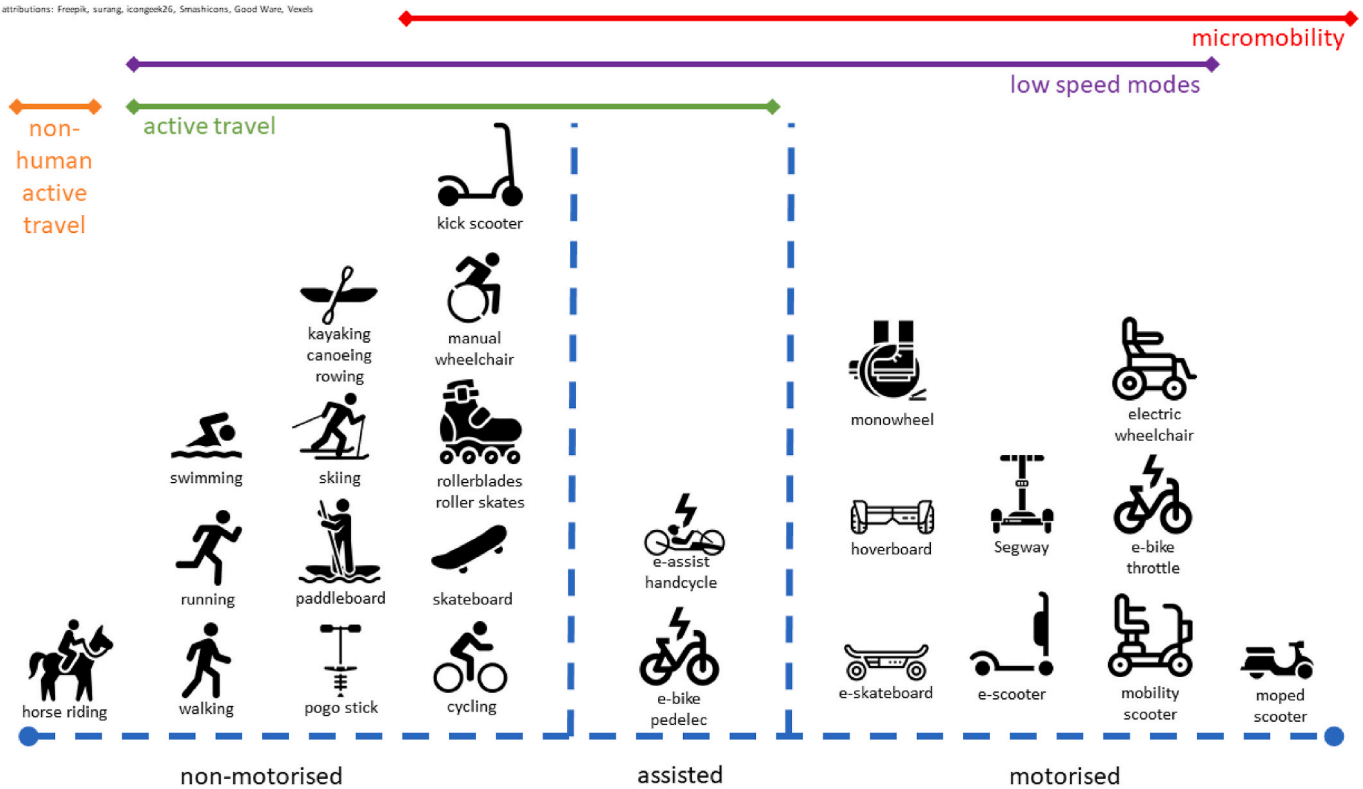 attributions: Freepik, surang, icongeek26, Smashicons, Good Ware, Vexels
micromobility
low speed modes
active travel
non-
human
active
travel
kick scooter
kayaking
canoeing
rowing
manual
wheelchair
monowheel
electric
wheelchair
swimming
skiing
rollerblades
roller skates
hoverboard
Segway
e-bike
throttle
e-assist
handcycle
running
paddleboard
skateboard
horse riding
walking
pogo stick
cycling
e-bike
pedelec
e-skateboard
e-scooter
mobility
scooter
moped
scooter
non-motorised
assisted
motorised